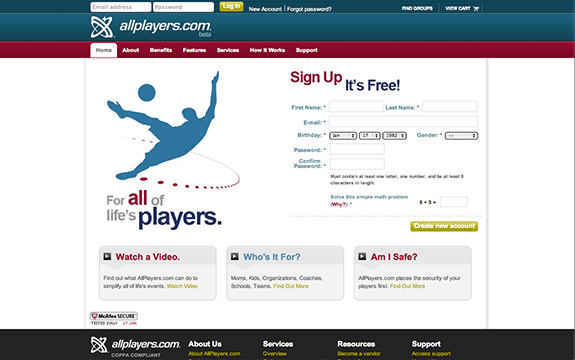 Email address Password Log in New Account | Forgot password? FIND GROUPS VIEW CART
allplayers.com
beta
Home About Benefits Features Services How It Works Support
Sign Up It's Free!
First Name: * Last Name: *
E-mail: *
Birthday: * Jan 17 1982 Gender: * ---
Password: *
Confirm
Password: *
Must contain at least one letter, one number, and be at least 8
characters in length.
Solve this simple math problem
(Why?): * 5 + 3 =
Create new account
For all of
life's players.
Watch a Video.
Find out what AllPlayers.com can do to
simplify all of life's events. Watch Video
Who's It For?
Moms, Kids, Organizations, Coaches,
Schools, Teams. Find Out More
Am I Safe?
AllPlayers.com places the security of your
players first. Find Out More
McAfee SECURE
TESTED DAILY 17 JAN
allplayers.com
COPPA COMPLIANT
About Us
About AllPlayers.com
Services
Overview
Resources
Become a vendor
Support
Access support